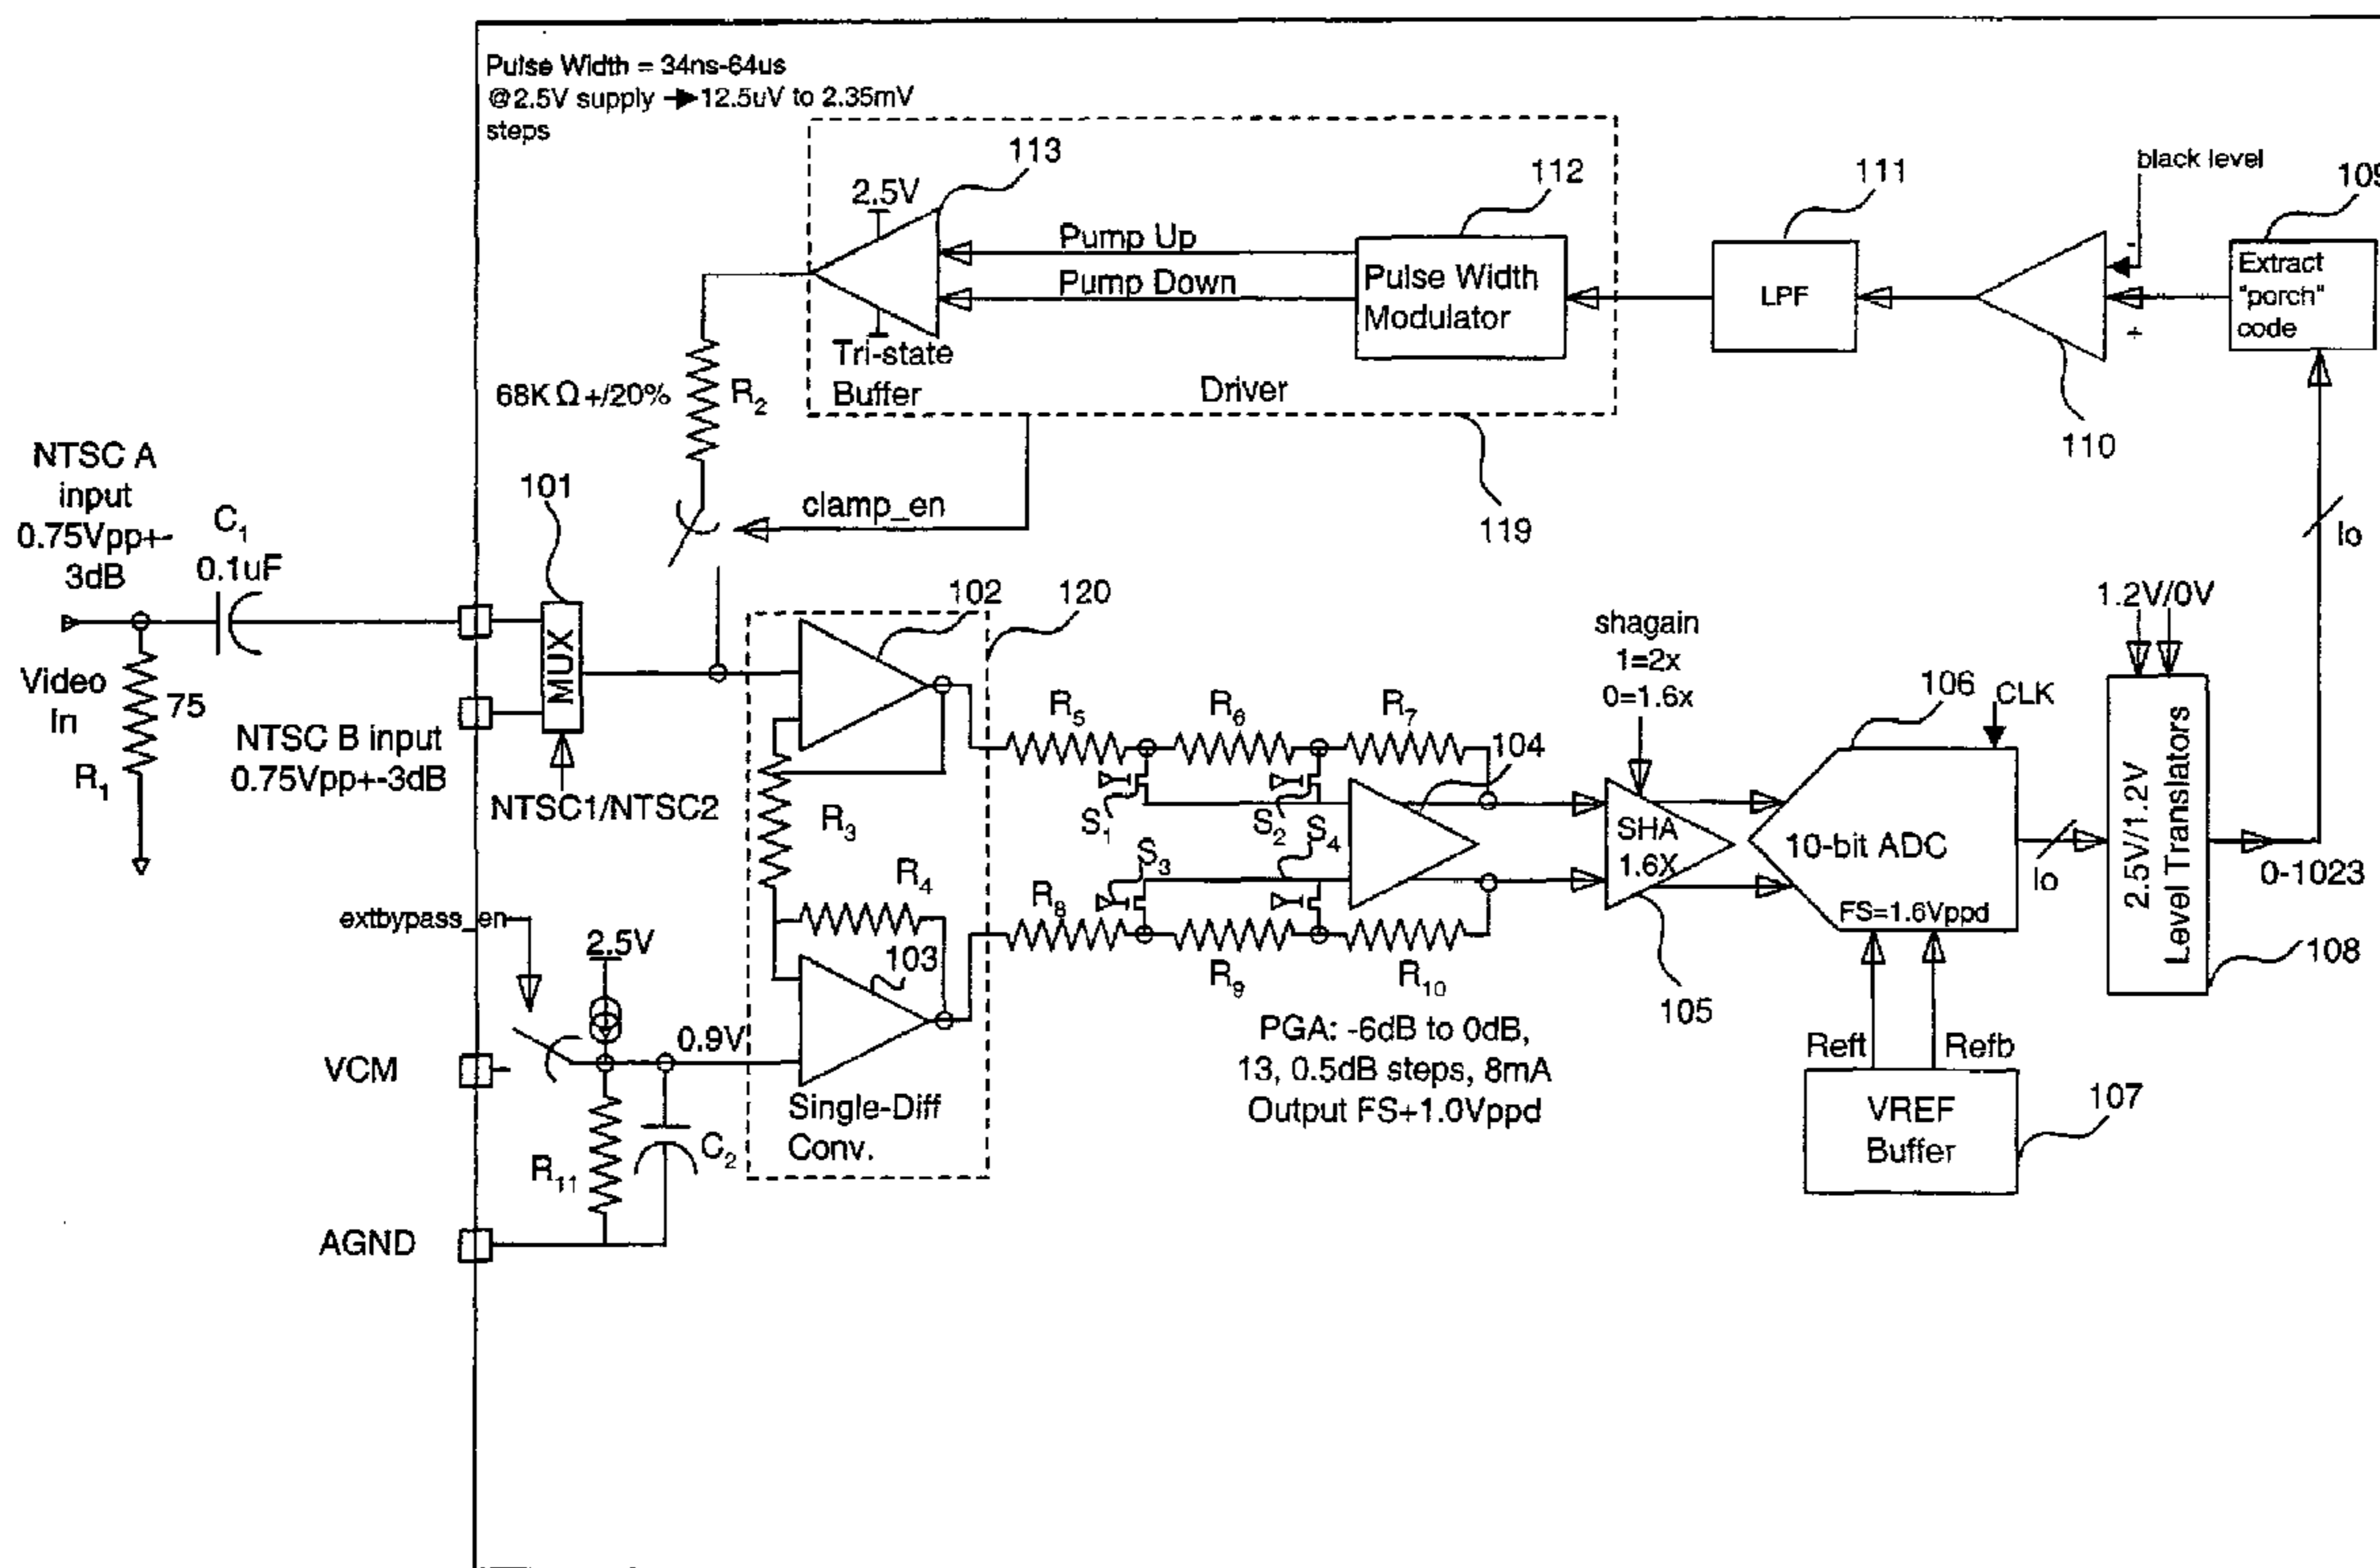 Pulse Width = 34ns-64us
@2.5V supply → 12.5uV to 2.35mV
steps
113
2.5V
Pump Up
Pump Down
Tri-state
Buffer
Driver
112
Pulse Width
Modulator
111
LPF
110
black level
-
+
109
Extract
"porch"
code
68K Ω +/20%
R2
clamp_en
119
NTSC A
input
0.75Vpp+-
3dB
C1
0.1uF
Video
In
75
R1
101
MUX
NTSC B input
0.75Vpp+-3dB
NTSC1/NTSC2
102
120
R3
R4
103
Single-Diff
Conv.
extbypass_en
2.5V
0.9V
VCM
R11
C2
AGND
R5
R6
R7
S1
S2
S3
S4
104
R8
R9
R10
PGA: -6dB to 0dB,
13, 0.5dB steps, 8mA
Output FS+1.0Vppd
shagain
1=2x
0=1.6x
SHA
1.6X
105
106
CLK
10-bit ADC
FS=1.6Vppd
Io
Reft
Refb
VREF
Buffer
107
1.2V/0V
2.5V/1.2V
Level Translators
108
0-1023
Io